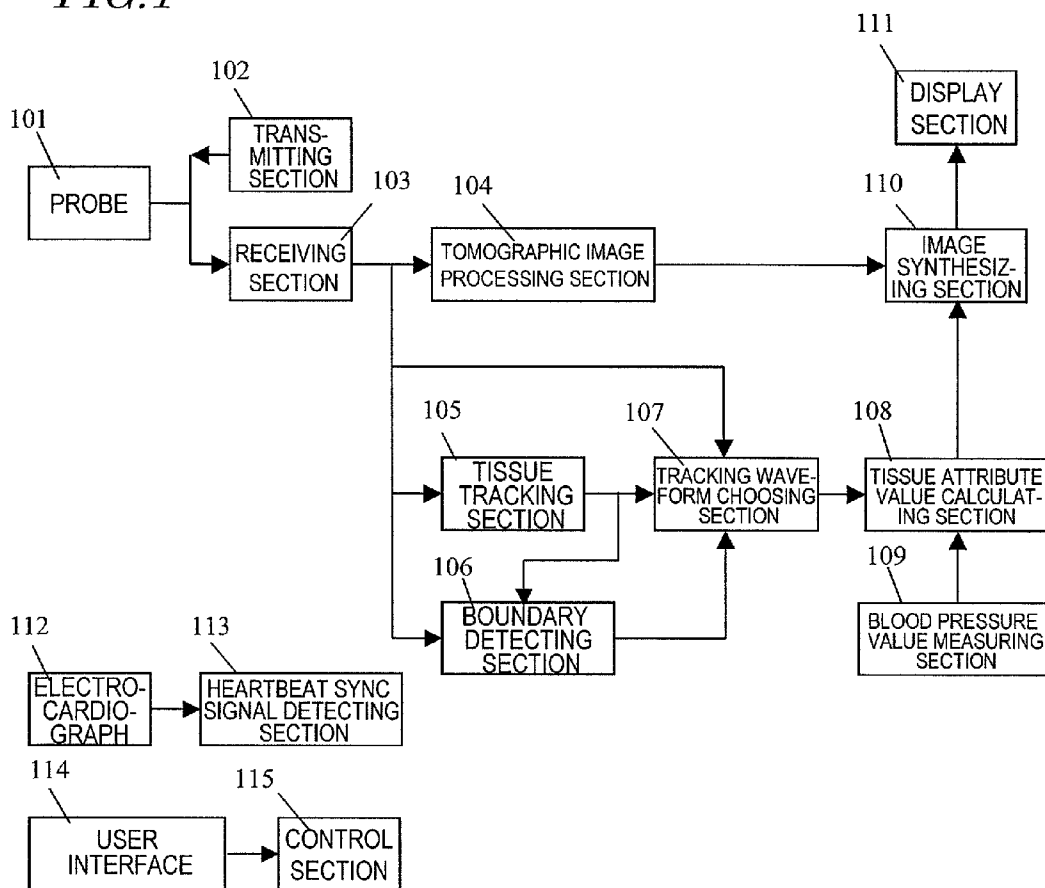 FIG.1
111
DISPLAY
SECTION
102
TRANS-
MITTING
SECTION
101
PROBE
103
RECEIVING
SECTION
104
TOMOGRAPHIC IMAGE
PROCESSING SECTION
110
IMAGE
SYNTHESIZ-
ING SECTION
105
TISSUE
TRACKING
SECTION
107
TRACKING WAVE-
FORM CHOOSING
SECTION
108
TISSUE ATTRIBUTE
VALUE CALCULAT-
ING SECTION
106
BOUNDARY
DETECTING
SECTION
109
BLOOD PRESSURE
VALUE MEASURING
SECTION
112
ELECTRO-
CARDIO-
GRAPH
113
HEARTBEAT SYNC
SIGNAL DETECTING
SECTION
114
USER
INTERFACE
115
CONTROL
SECTION